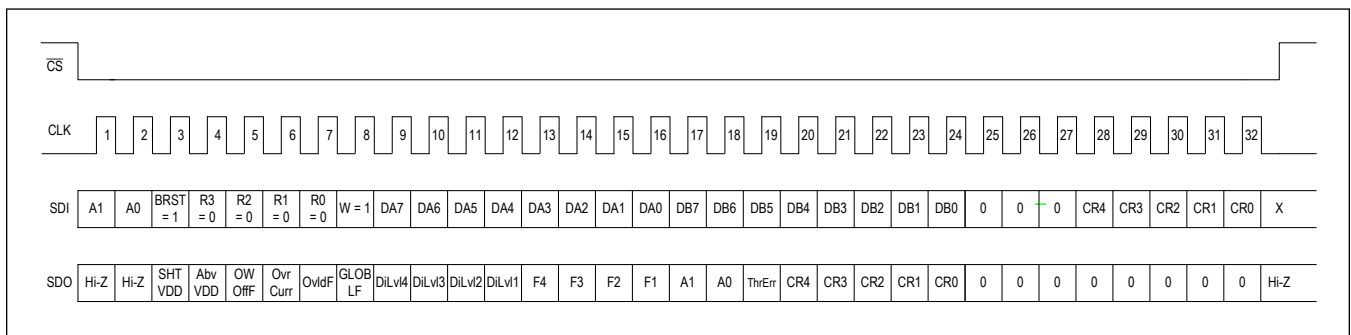 CS
CLK 1 2 3 4 5 6 7 8 9 10 11 12 13 14 15 16 17 18 19 20 21 22 23 24 25 26 27 28 29 30 31 32
SDI A1 A0 BRST = 1 R3 = 0 R2 = 0 R1 = 0 R0 = 0 W = 1 DA7 DA6 DA5 DA4 DA3 DA2 DA1 DA0 DB7 DB6 DB5 DB4 DB3 DB2 DB1 DB0 0 0 0 CR4 CR3 CR2 CR1 CR0 X
SDO Hi-Z Hi-Z SHT VDD Abv VDD OW OffF Ovr Curr OvldF GLOB LF DiLvl4 DiLvl3 DiLvl2 DiLvl1 F4 F3 F2 F1 A1 A0 ThrErr CR4 CR3 CR2 CR1 CR0 0 0 0 0 0 0 0 0 Hi-Z